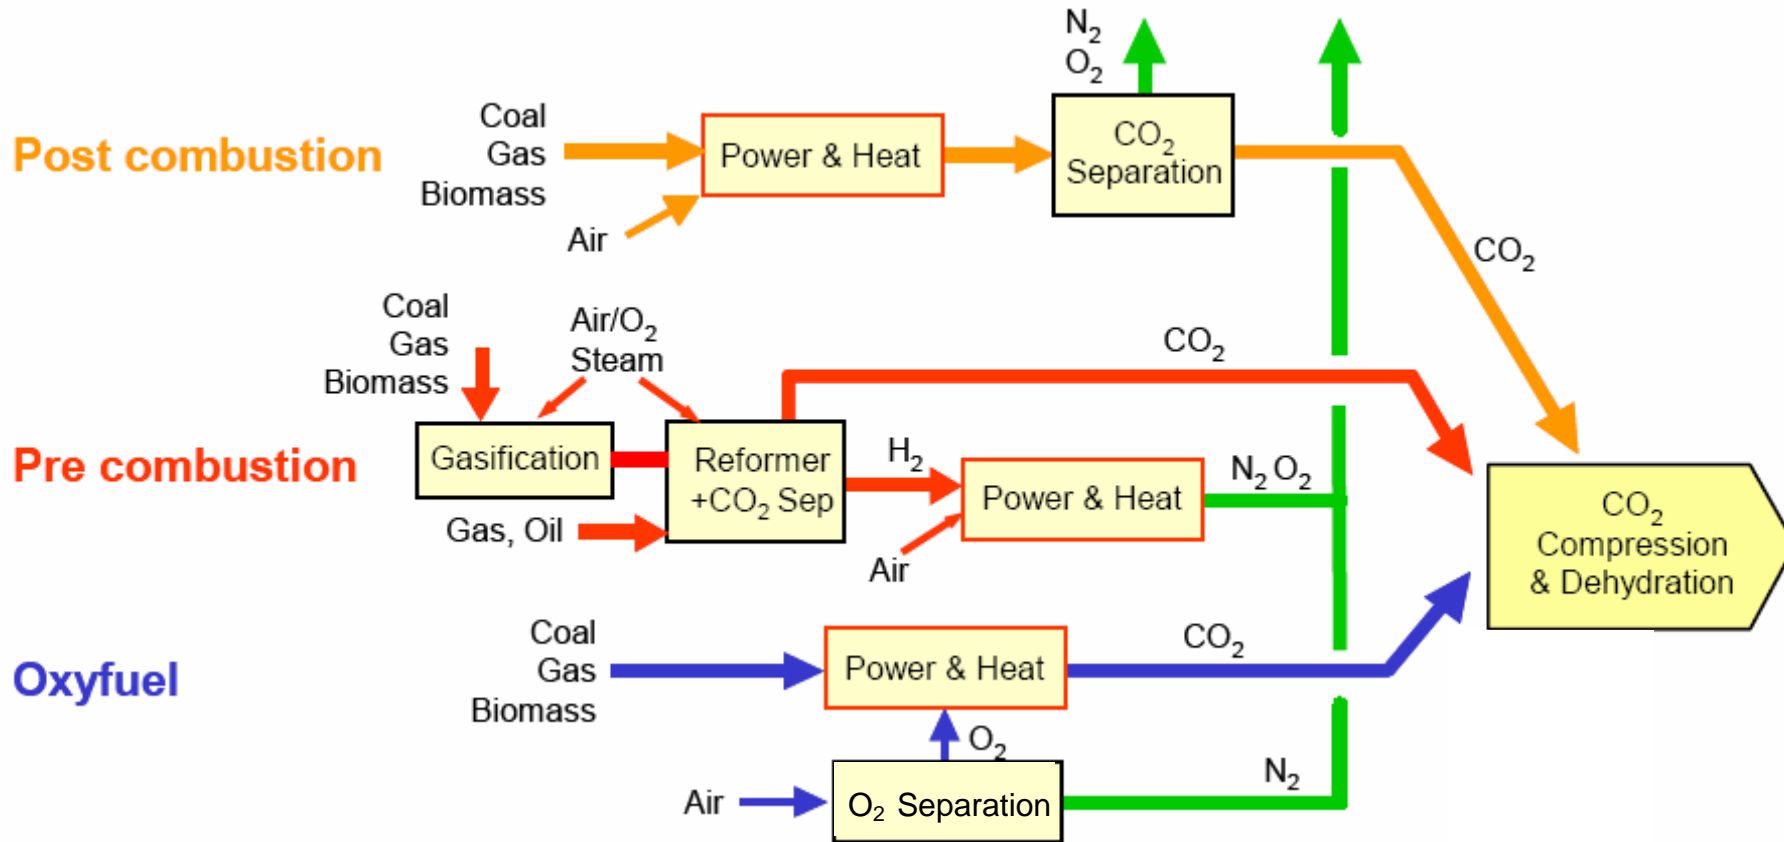 N₂
O₂
Coal
Gas
Biomass
Post combustion
Power & Heat
CO₂
Separation
Air
CO₂
Coal
Gas
Biomass
Air/O₂
Steam
CO₂
Pre combustion
Gasification
Reformer
+CO₂ Sep
H₂
Power & Heat
N₂ O₂
Gas, Oil
Air
CO₂
Compression
& Dehydration
Coal
Gas
Biomass
Oxyfuel
Power & Heat
CO₂
O₂
Air
O₂ Separation
N₂